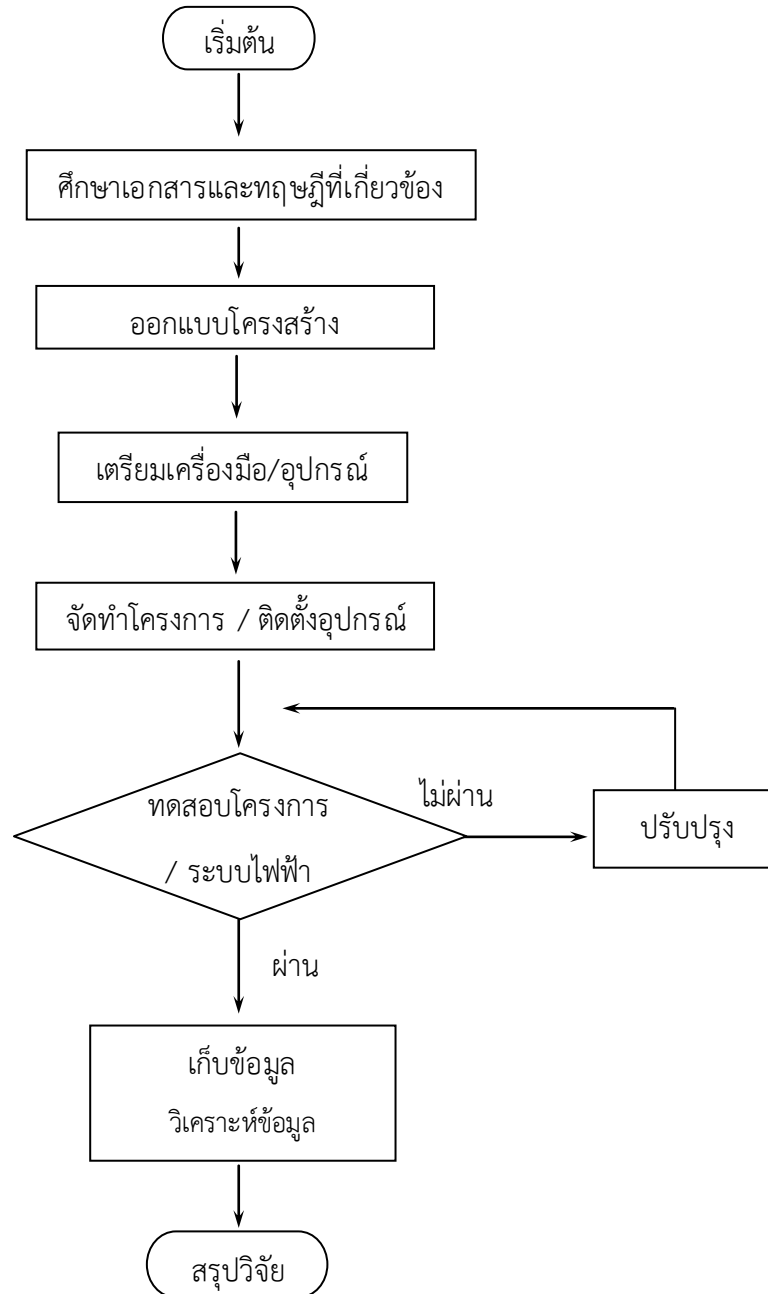 เริ่มต้น
ศึกษาเอกสารและทฤษฎีที่เกี่ยวข้อง
ออกแบบโครงสร้าง
เตรียมเครื่องมือ/อุปกรณ์
จัดทำโครงการ / ติดตั้งอุปกรณ์
ทดสอบโครงการ
/ ระบบไฟฟ้า
ไม่ผ่าน
ปรับปรุง
ผ่าน
เก็บข้อมูล
วิเคราะห์ข้อมูล
สรุปวิจัย